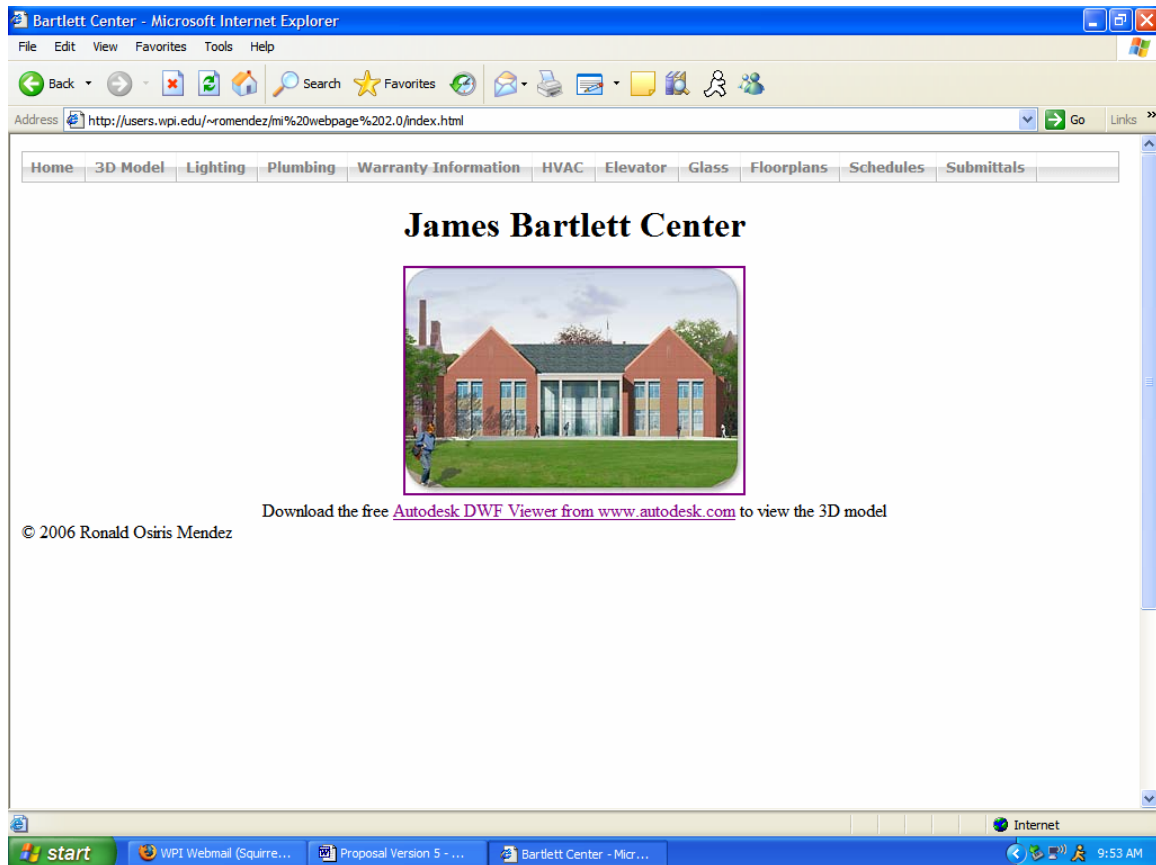 Bartlett Center - Microsoft Internet Explorer
File Edit View Favorites Tools Help
Back Search Favorites
Address http://users.wpi.edu/~romendez/mi%20webpage%202.0/index.html Go Links »
Home 3D Model Lighting Plumbing Warranty Information HVAC Elevator Glass Floorplans Schedules Submittals
James Bartlett Center
Download the free Autodesk DWF Viewer from www.autodesk.com to view the 3D model
© 2006 Ronald Osiris Mendez
Internet
start WPI Webmail (Squirre... Proposal Version 5 - ... Bartlett Center - Micr... 9:53 AM